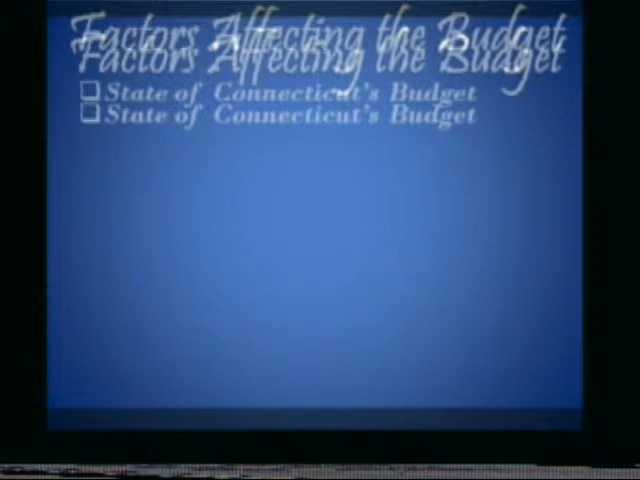 Factors Affecting the Budget
Factors Affecting the Budget
❑ State of Connecticut's Budget
❑ State of Connecticut's Budget